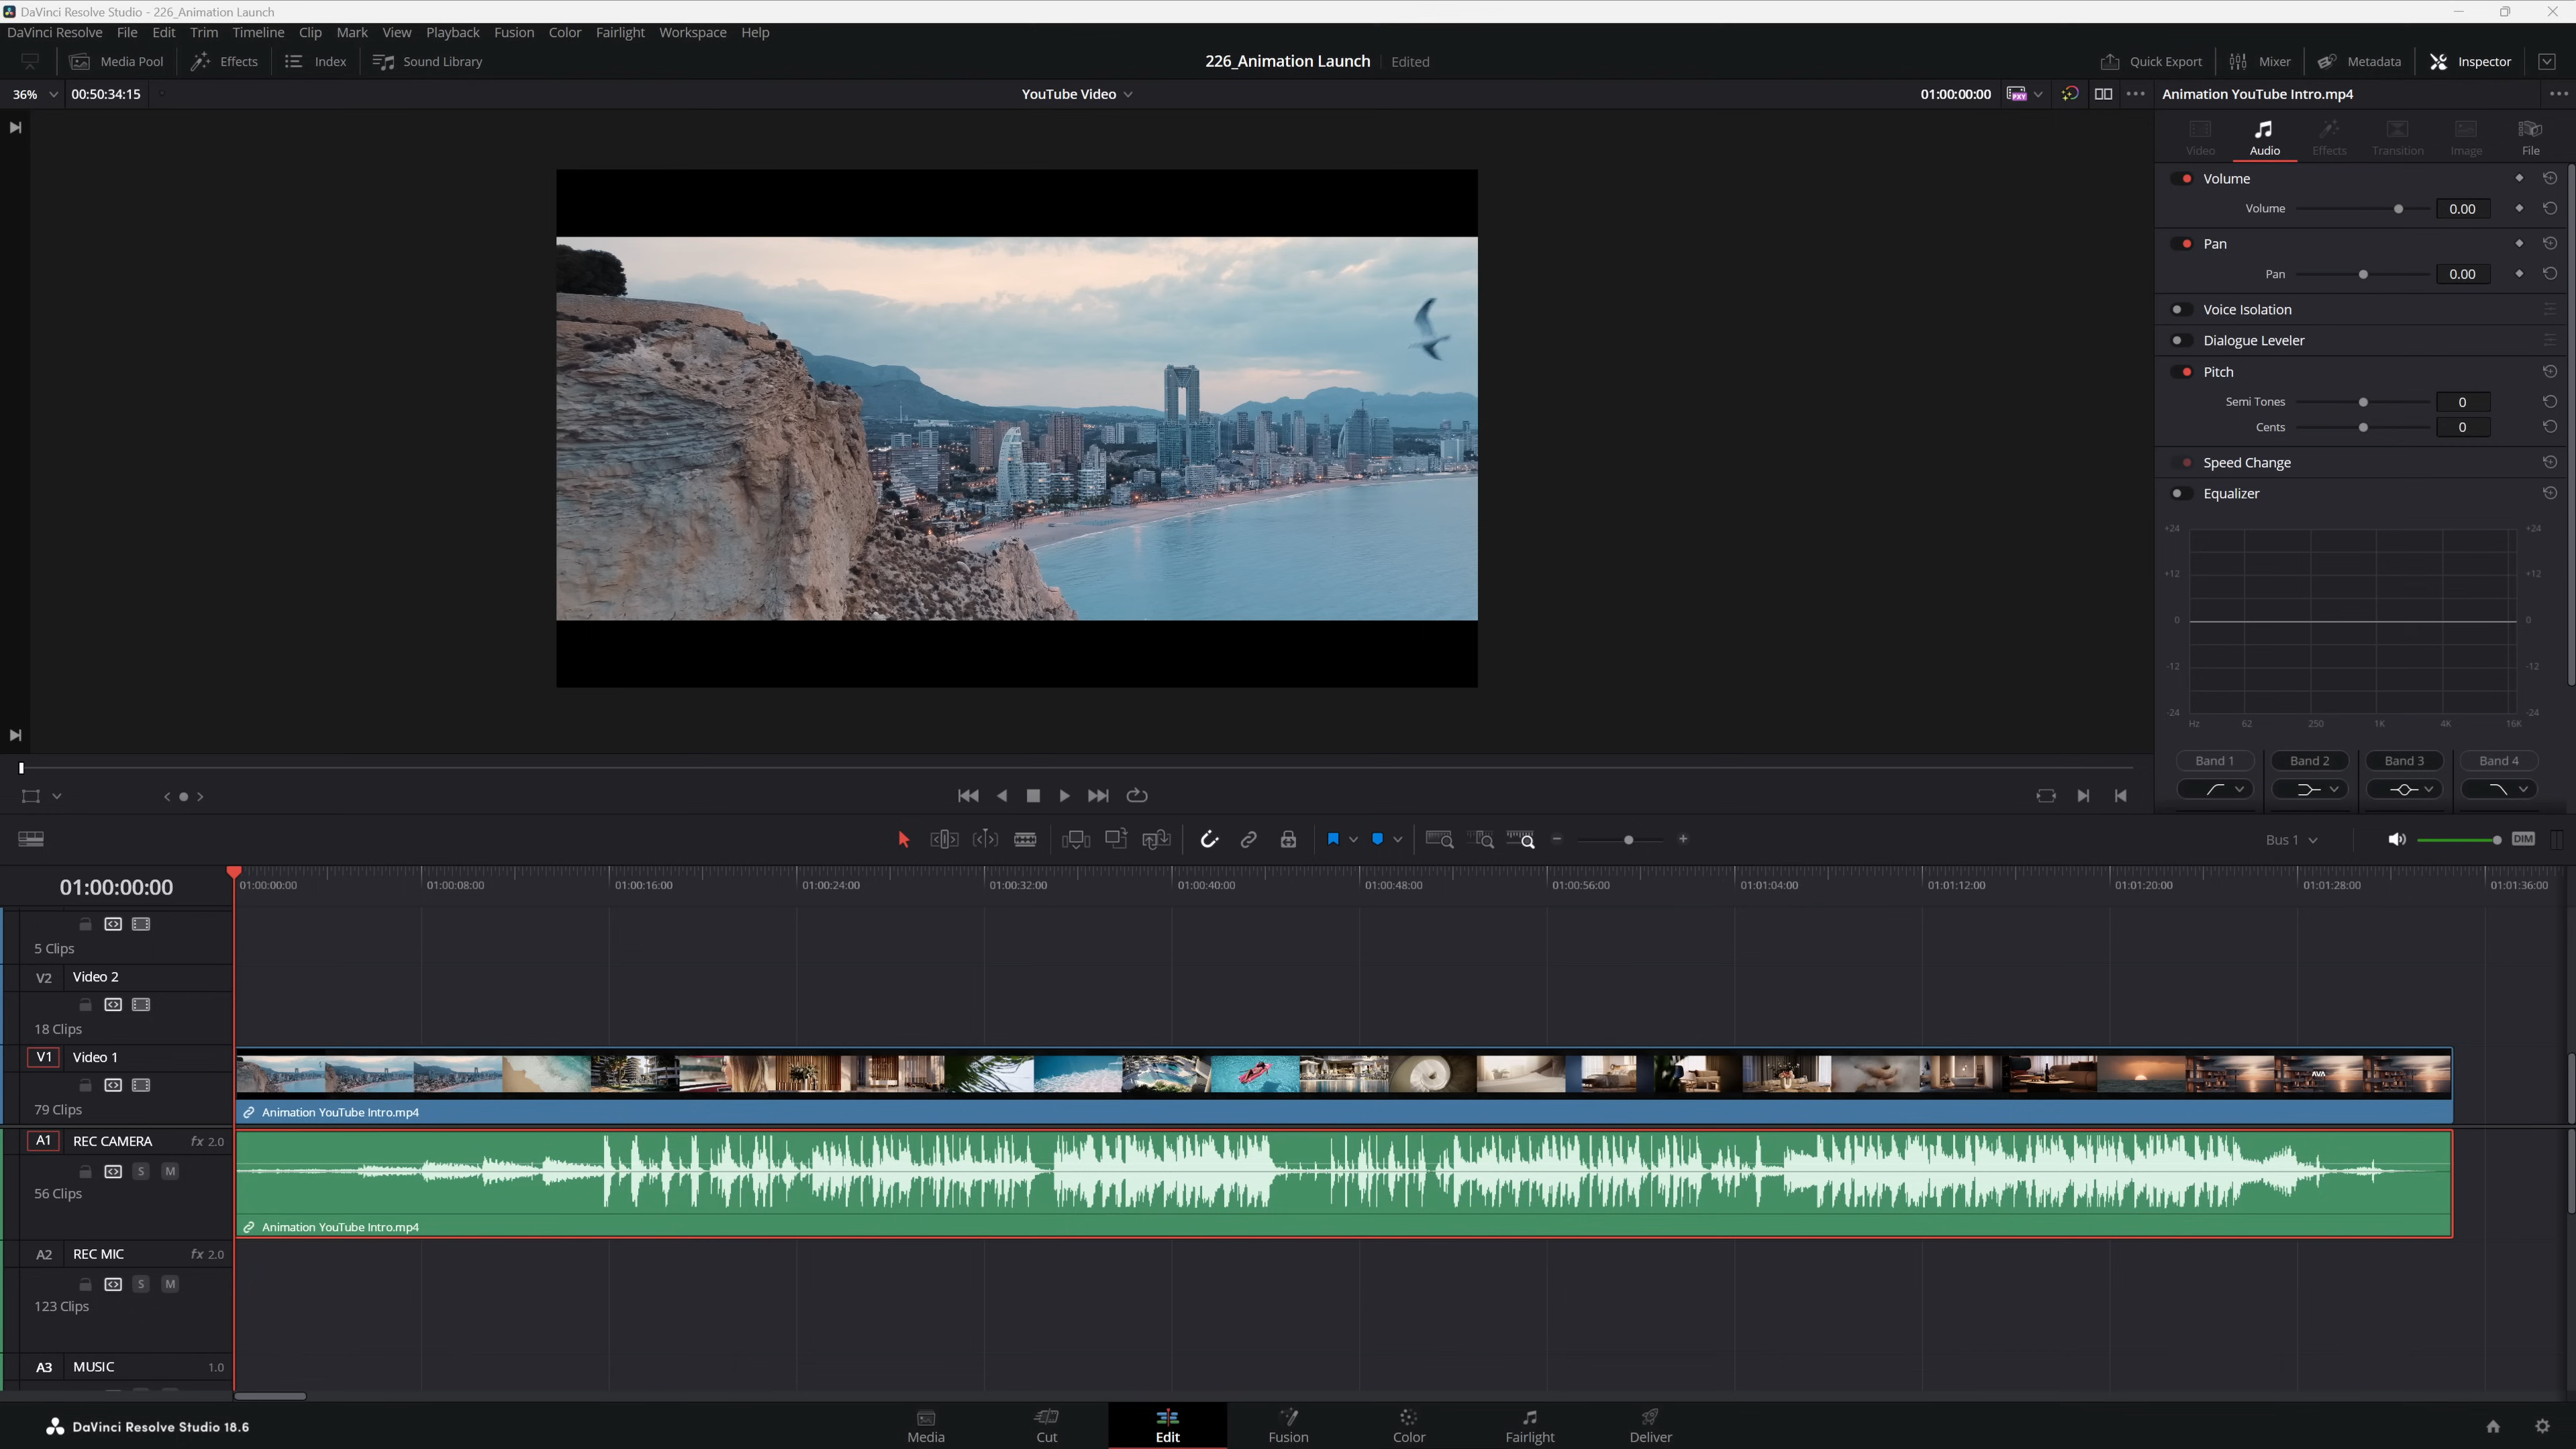 DaVinci Resolve Studio - 226_Animation Launch
DaVinci Resolve File Edit Trim Timeline Clip Mark View Playback Fusion Color Fairlight Workspace Help
Media Pool Effects Index Sound Library 226_Animation Launch Edited Quick Export Mixer Metadata Inspector
36% 00:50:34:15 YouTube Video 01:00:00:00 PXY Animation YouTube Intro.mp4
Video Audio Effects Transition Image File
Volume
Volume 0.00
Pan
Pan 0.00
Voice Isolation
Dialogue Leveler
Pitch
Semi Tones 0
Cents 0
Speed Change
Equalizer
+24 +24
+12 +12
0 0
-12 -12
-24 -24
Hz 62 250 1K 4K 16K
Band 1 Band 2 Band 3 Band 4
Bus 1 DIM
01:00:00:00 01:00:00:00 01:00:08:00 01:00:16:00 01:00:24:00 01:00:32:00 01:00:40:00 01:00:48:00 01:00:56:00 01:01:04:00 01:01:12:00 01:01:20:00 01:01:28:00 01:01:36:00
5 Clips
V2 Video 2
18 Clips
V1 Video 1
AVA
79 Clips Animation YouTube Intro.mp4
A1 REC CAMERA fx 2.0
S M
56 Clips
Animation YouTube Intro.mp4
A2 REC MIC fx 2.0
S M
123 Clips
A3 MUSIC 1.0
DaVinci Resolve Studio 18.6
Media Cut Edit Fusion Color Fairlight Deliver